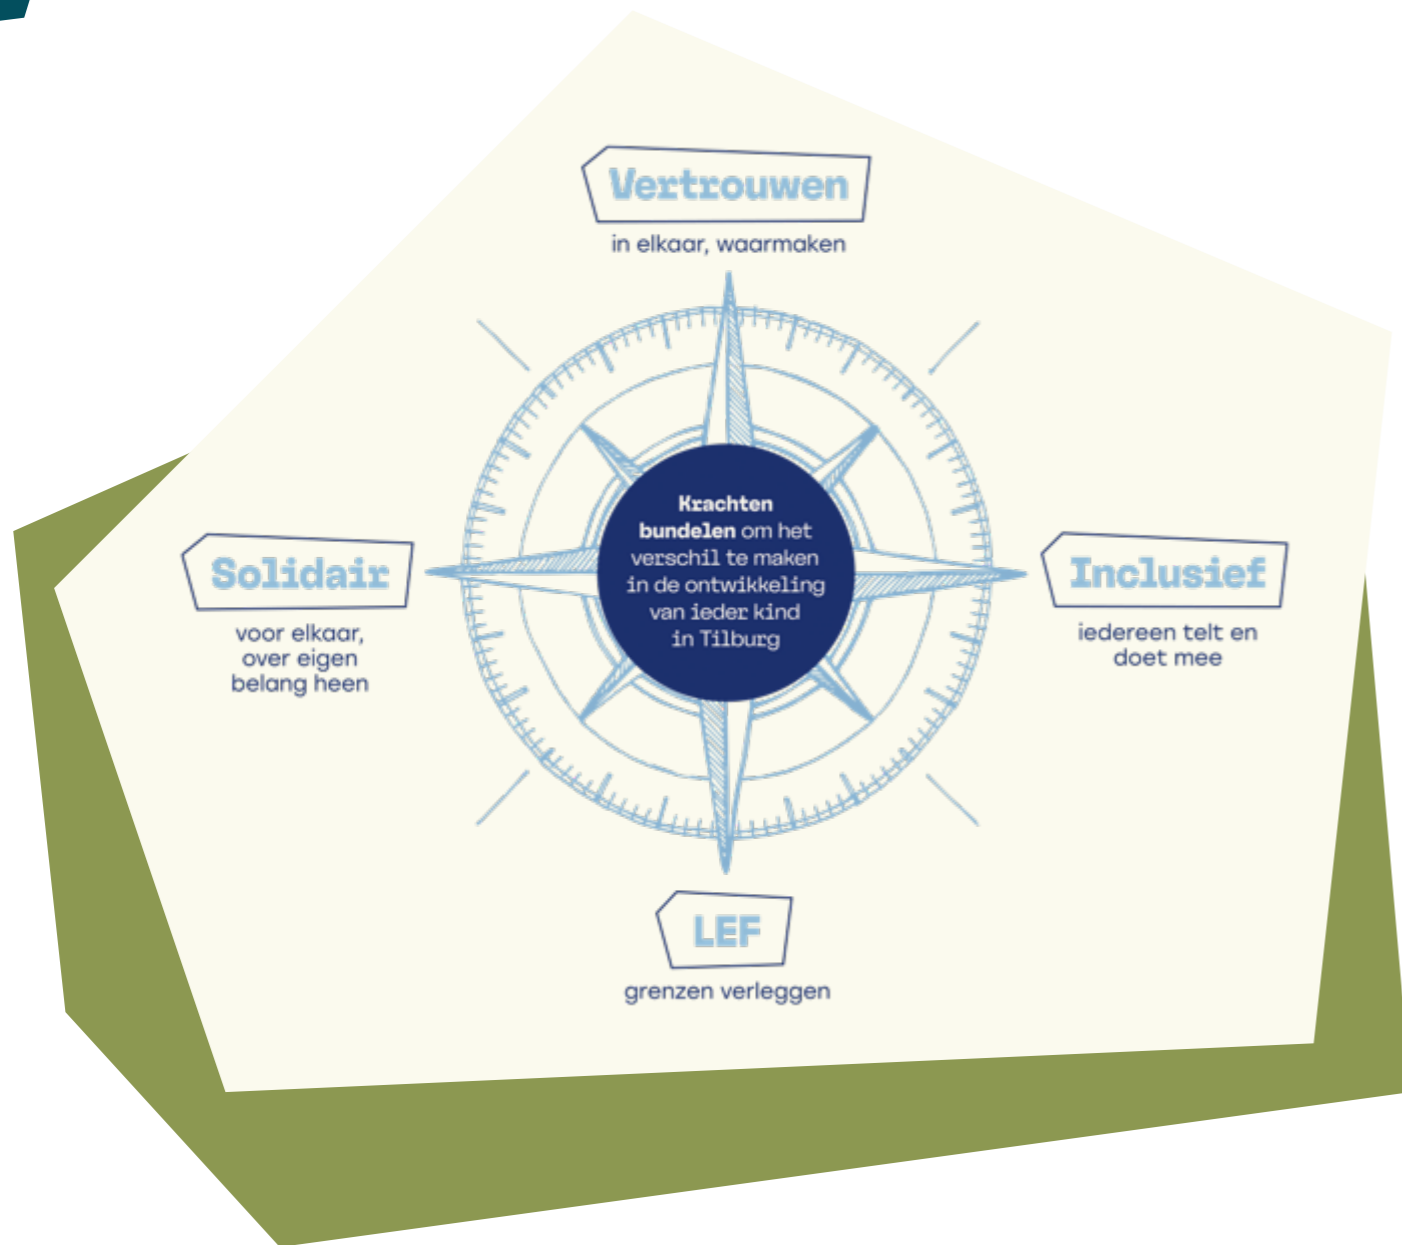 Vertrouwen
in elkaar, waarmaken
Krachten
bundelen om het
verschil te maken
in de ontwikkeling
van ieder kind
in Tilburg
Solidair
voor elkaar,
over eigen
belang heen
Inclusief
iedereen telt en
doet mee
LEF
grenzen verleggen